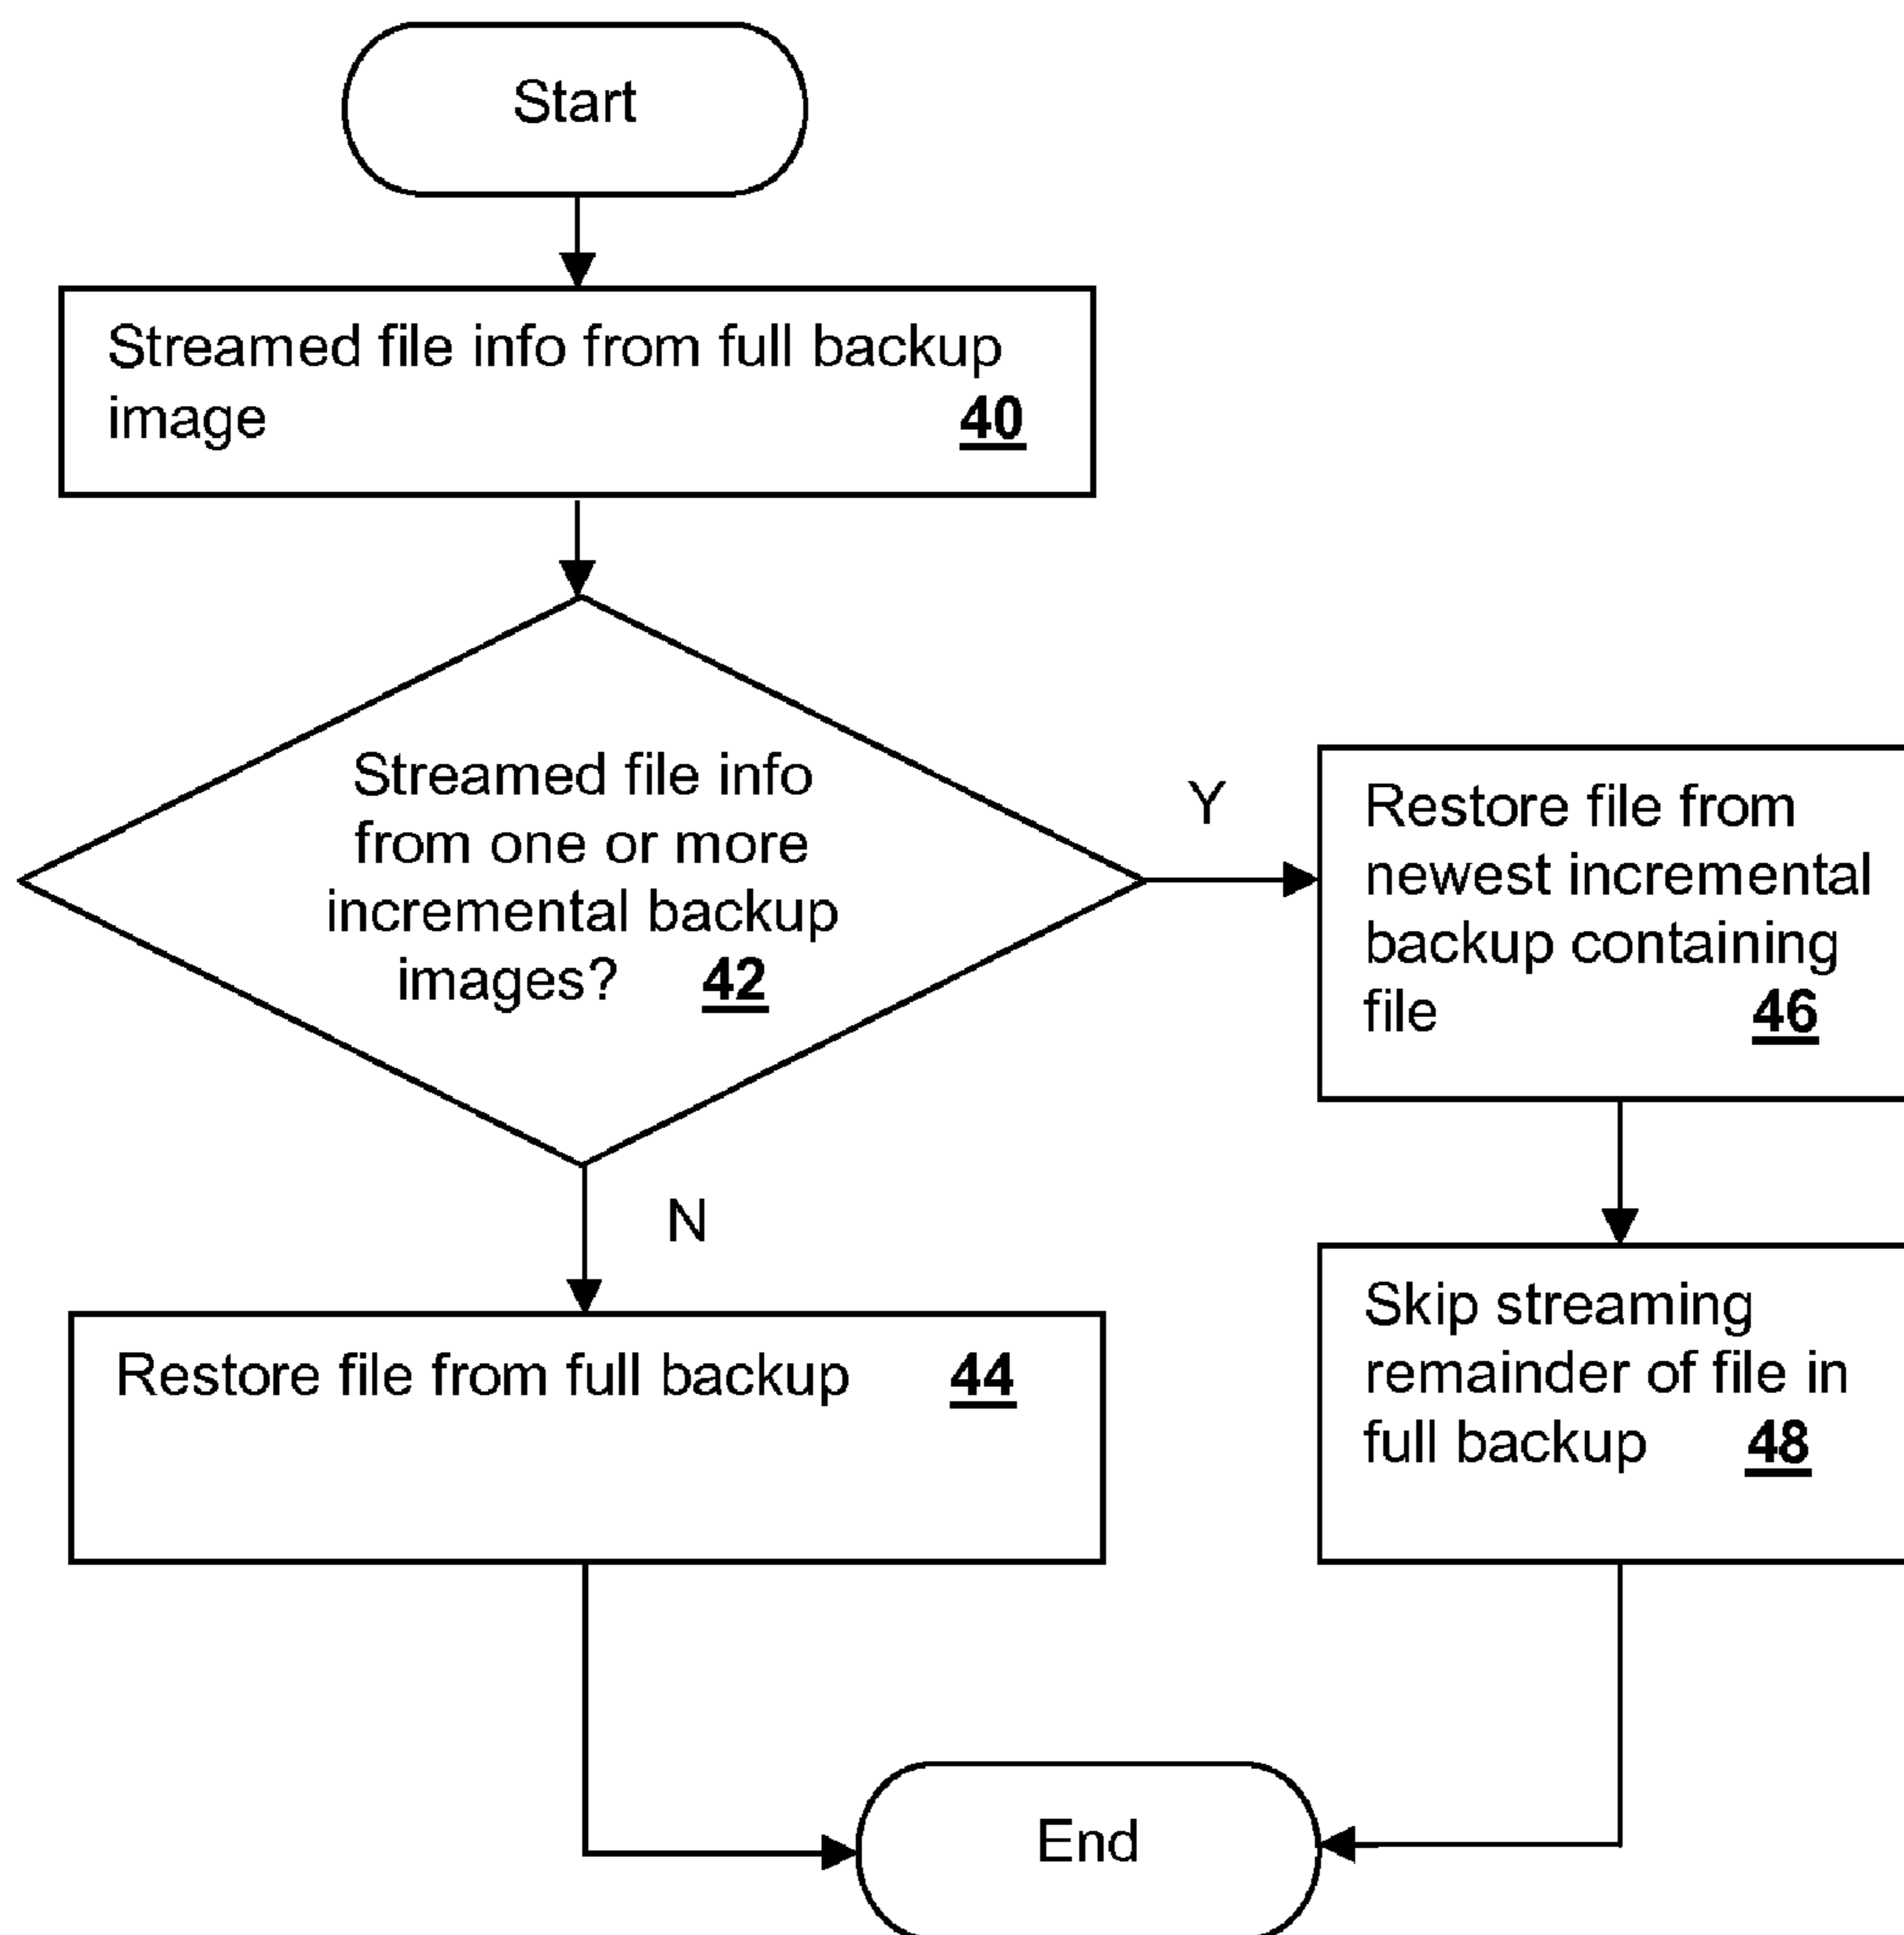 Start
Streamed file info from full backup
image 40
Streamed file info
from one or more
incremental backup
images? 42
Y
Restore file from
newest incremental
backup containing
file 46
N
Restore file from full backup 44
Skip streaming
remainder of file in
full backup 48
End